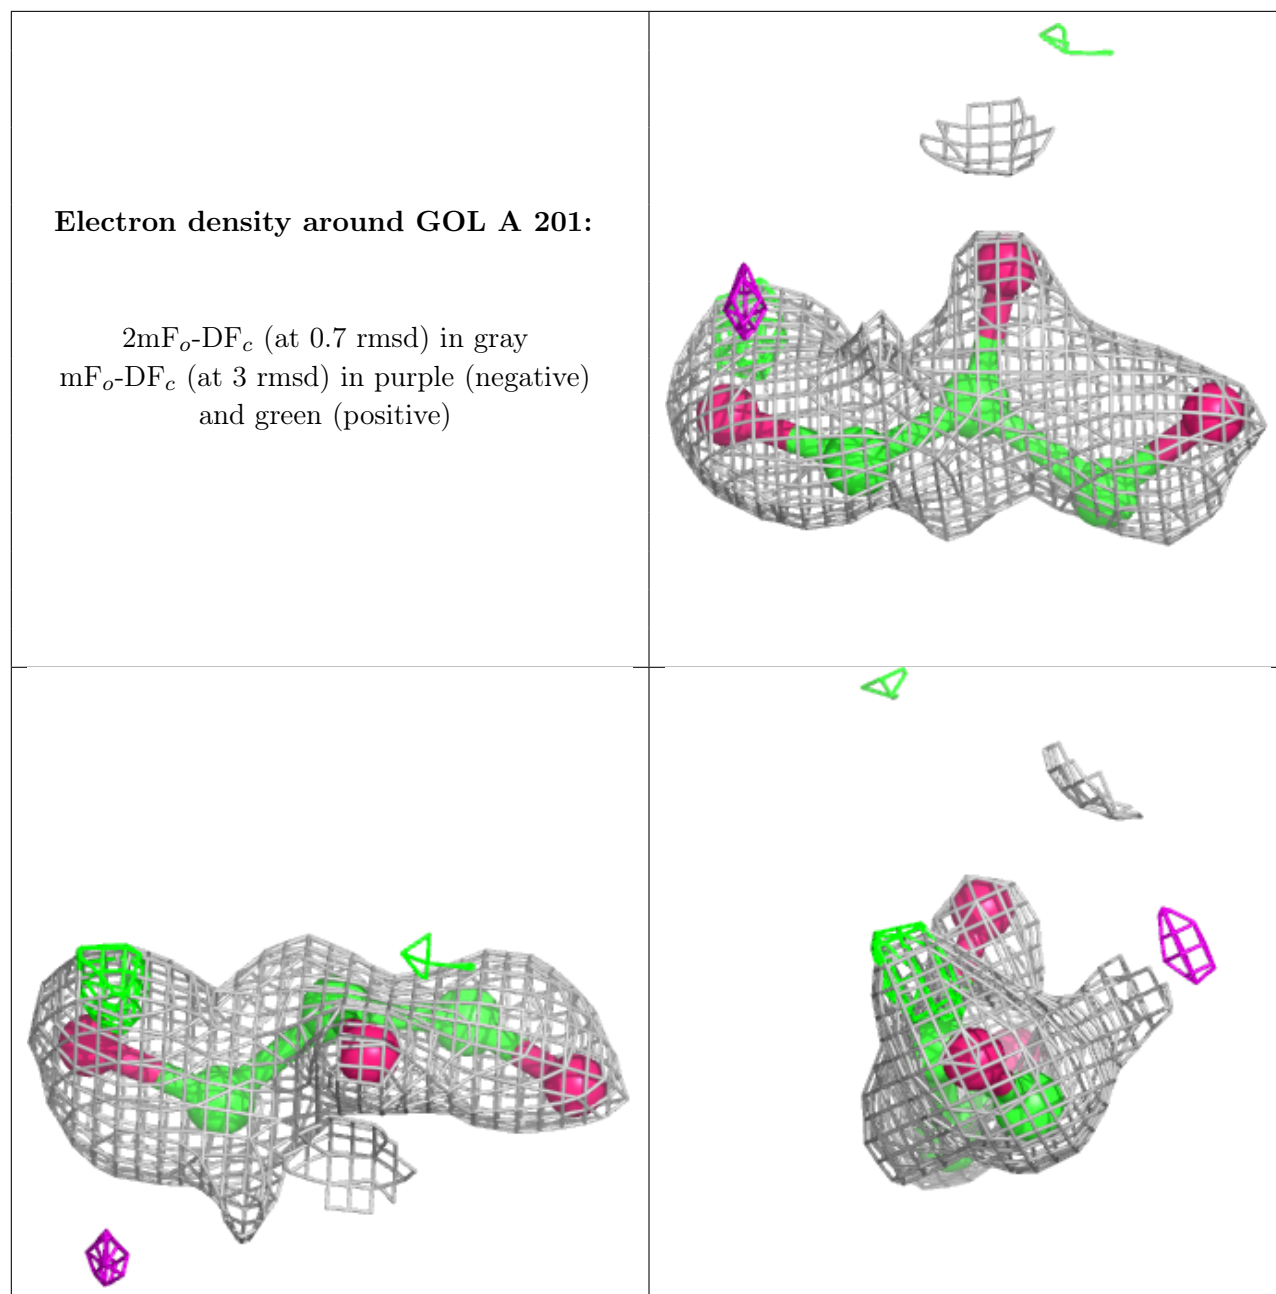 Electron density around GOL A 201:
2mFₒ-DF𝒸 (at 0.7 rmsd) in gray
mFₒ-DF𝒸 (at 3 rmsd) in purple (negative)
and green (positive)